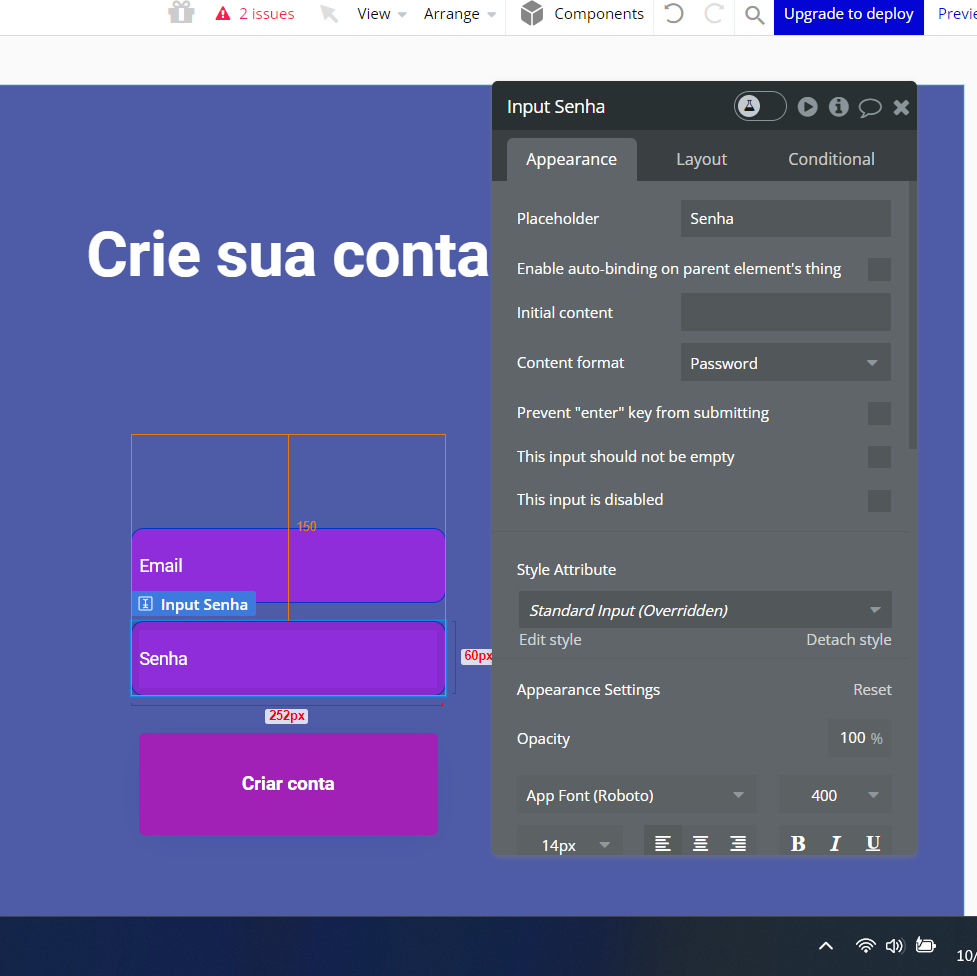 2 issues View Arrange Components Upgrade to deploy Previe
Input Senha
Appearance Layout Conditional
Placeholder Senha
Enable auto-binding on parent element's thing
Initial content
Content format Password
Prevent "enter" key from submitting
This input should not be empty
This input is disabled
Style Attribute
Standard Input (Overridden)
Edit style Detach style
Appearance Settings Reset
Opacity 100 %
App Font (Roboto) 400
14px B I U
Crie sua conta
150
Email
Input Senha
Senha
60px
252px
Criar conta
10/